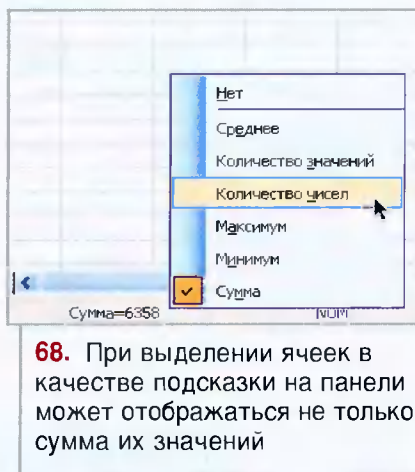 Нет
Среднее
Количество значений
Количество чисел
Максимум
Минимум
Сумма
Сумма=6358
NUM
68. При выделении ячеек в
качестве подсказки на панели
может отображаться не только
сумма их значений